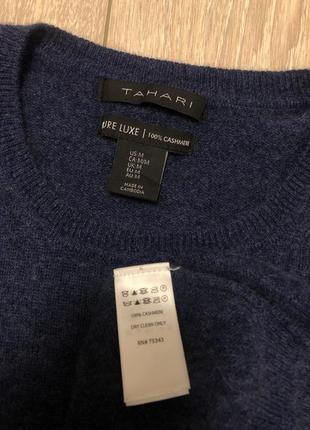 TAHARI
URE LUXE | 100% CASHMERE
US:M
CA:M/M
UK:M
EU:M
AU:M
MADE IN
CAMBODIA
100% CASHMERE
DRY CLEAN ONLY
RN# 75343